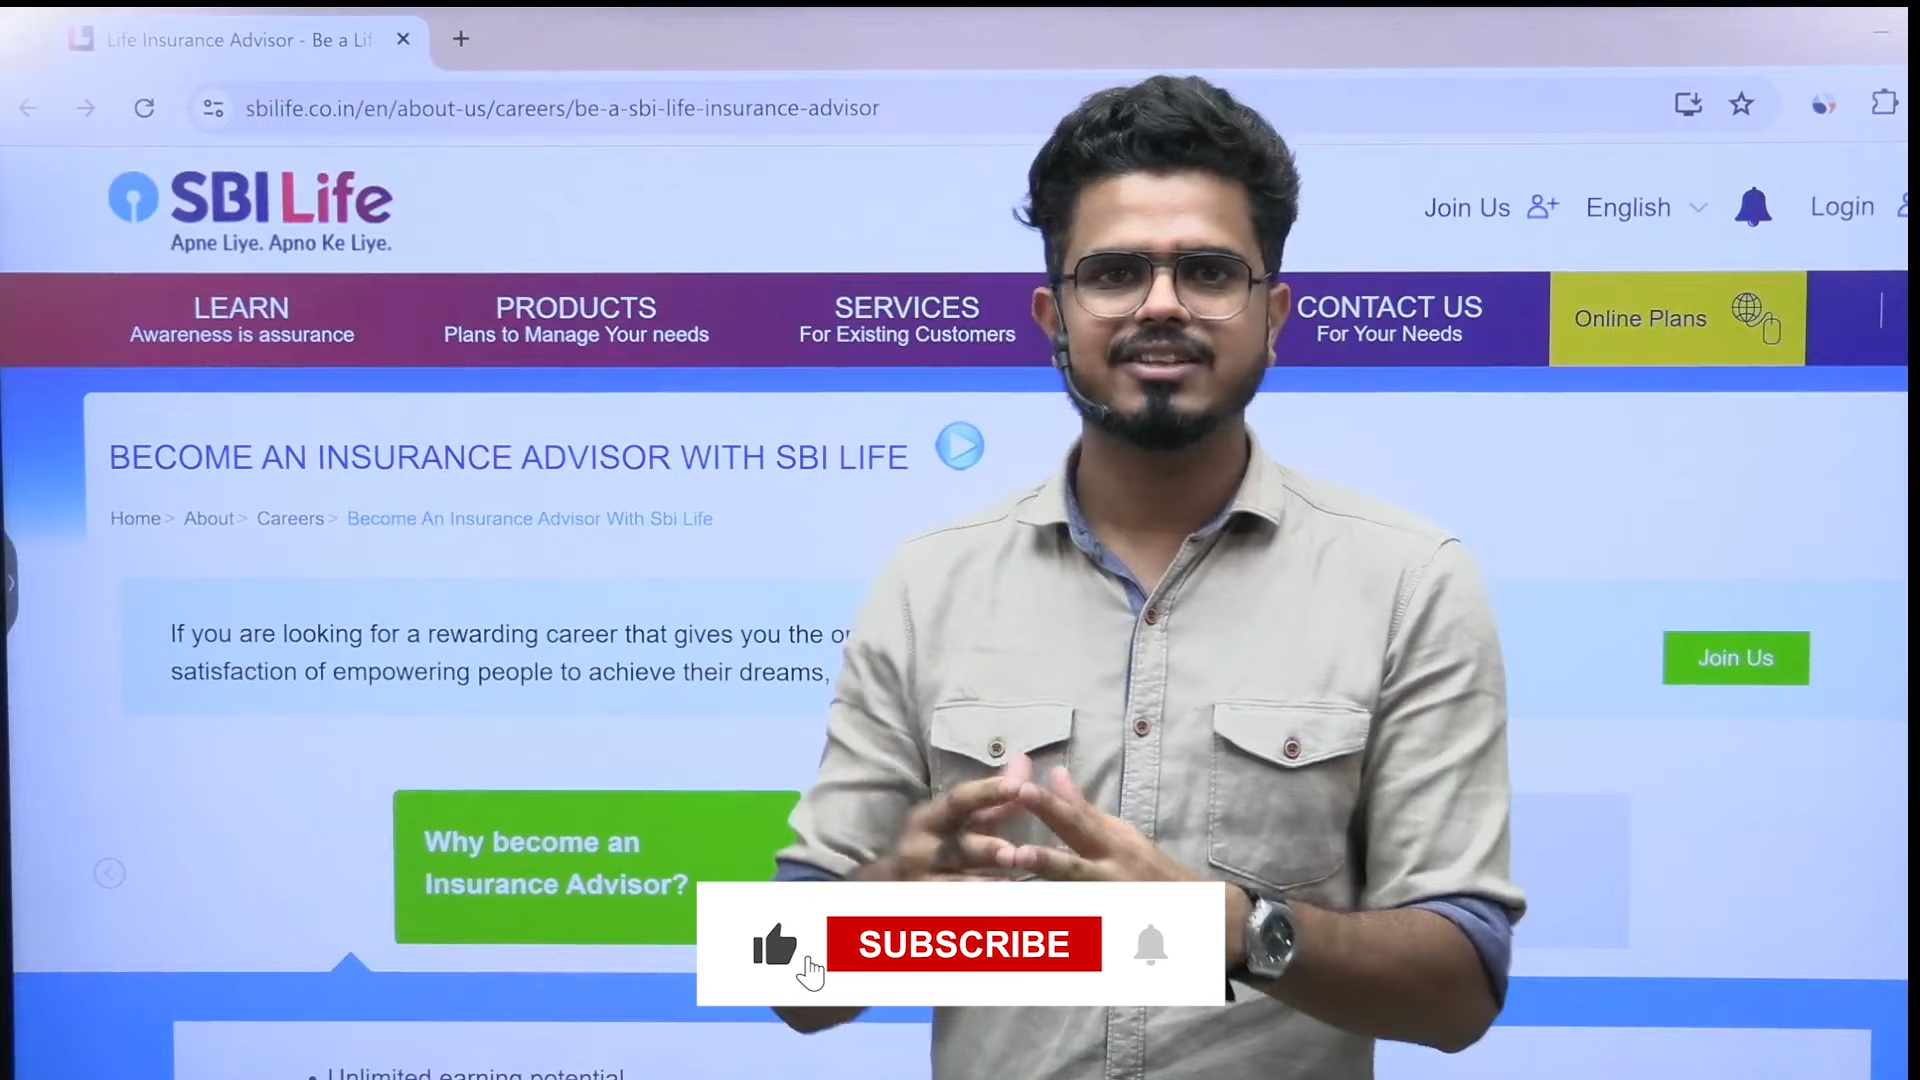 Life Insurance Advisor - Be a Lif
sbilife.co.in/en/about-us/careers/be-a-sbi-life-insurance-advisor
SBI Life
Apne Liye. Apno Ke Liye.
Join Us
English
Login
LEARN
Awareness is assurance
PRODUCTS
Plans to Manage Your needs
SERVICES
For Existing Customers
CONTACT US
For Your Needs
Online Plans
BECOME AN INSURANCE ADVISOR WITH SBI LIFE
Home > About > Careers > Become An Insurance Advisor With Sbi Life
If you are looking for a rewarding career that gives you the
satisfaction of empowering people to achieve their dreams,
Join Us
Why become an
Insurance Advisor?
SUBSCRIBE
• Unlimited earning potential